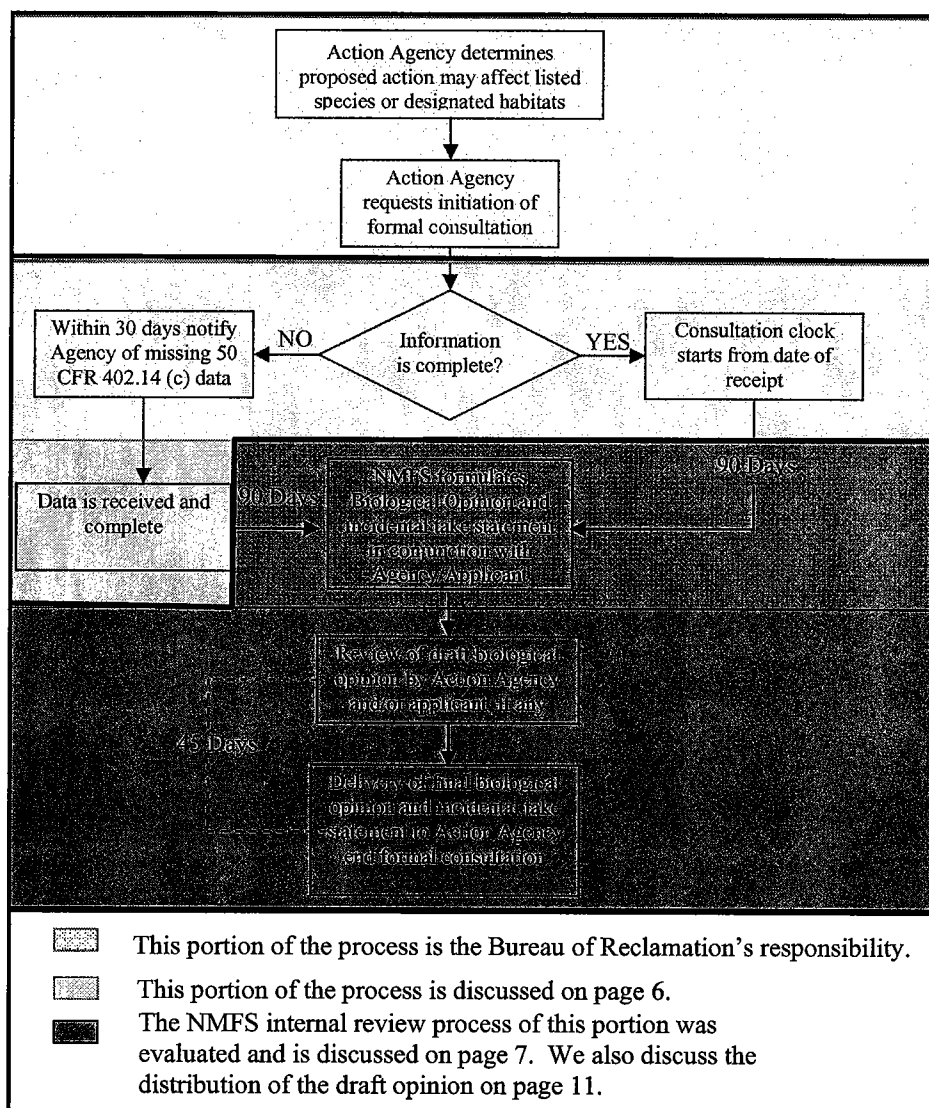 Action Agency determines
proposed action may affect listed
species or designated habitats
Action Agency
requests initiation of
formal consultation
Within 30 days notify
Agency of missing 50
CFR 402.14 (c) data
NO
Information
is complete?
YES
Consultation clock
starts from date of
receipt
Data is received and
complete
90 Days
NMFS formulates
Biological Opinion and
incidental take statement
in conjunction with
Agency/Applicant
90 Days
Review of draft biological
opinion by Action Agency
and/or applicant, if any
45 Days
Delivery of final biological
opinion and incidental take
statement to Action Agency
end formal consultation
This portion of the process is the Bureau of Reclamation's responsibility.
This portion of the process is discussed on page 6.
The NMFS internal review process of this portion was
evaluated and is discussed on page 7. We also discuss the
distribution of the draft opinion on page 11.